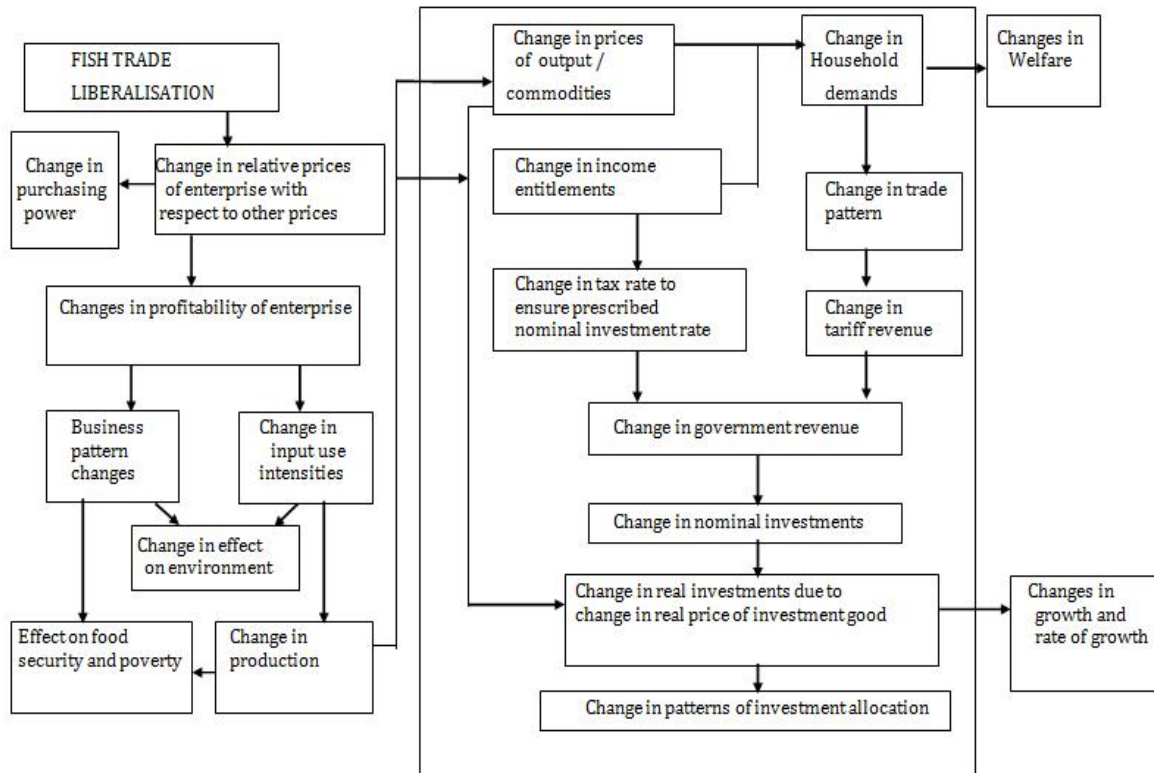 FISH TRADE
LIBERALISATION
Change in
purchasing
power
Change in relative prices
of enterprise with
respect to other prices
Changes in profitability of enterprise
Business
pattern
changes
Change in
input use
intensities
Change in effect
on environment
Effect on food
security and poverty
Change in
production
Change in prices
of output /
commodities
Change in income
entitlements
Change in tax rate to
ensure prescribed
nominal investment rate
Change in
Household
demands
Changes in
Welfare
Change in trade
pattern
Change in
tariff revenue
Change in government revenue
Change in nominal investments
Change in real investments due to
change in real price of investment good
Changes in
growth and
rate of growth
Change in patterns of investment allocation